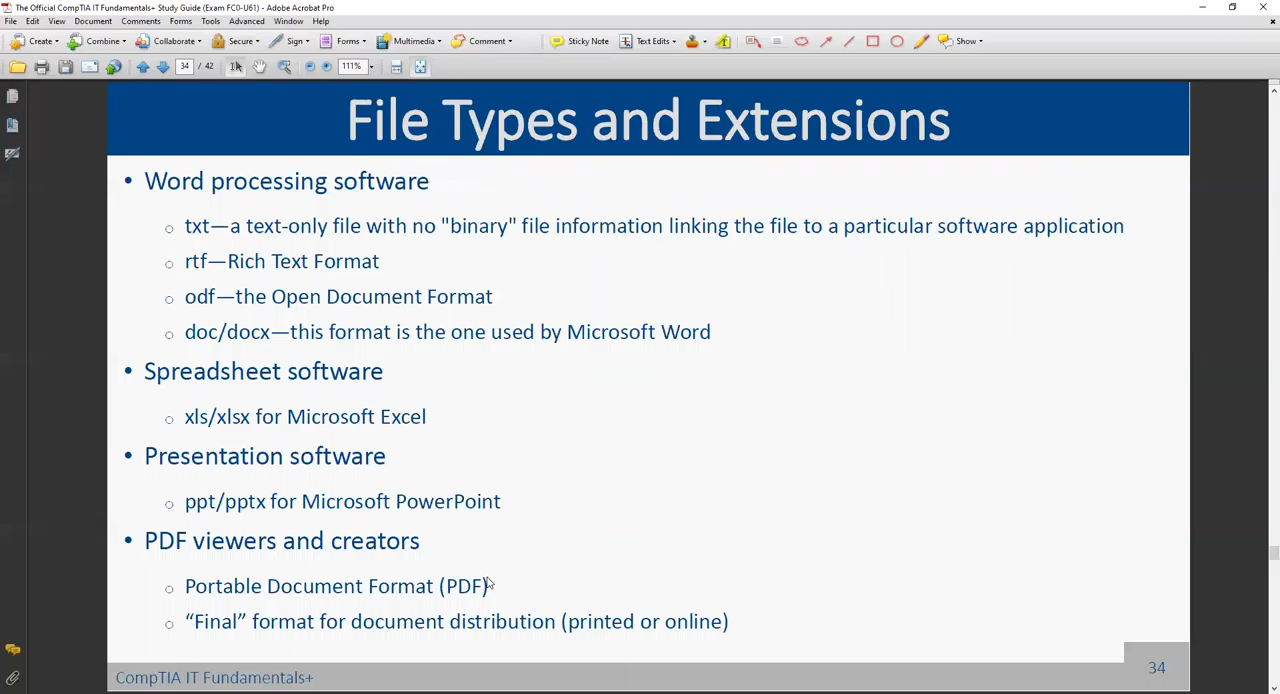 The Official CompTIA IT Fundamentals+ Study Guide (Exam FC0-U61) - Adobe Acrobat Pro
File Edit View Document Comments Forms Tools Advanced Window Help
Create Combine Collaborate Secure Sign Forms Multimedia Comment Sticky Note Text Edits Show
34 / 42 111%
File Types and Extensions
• Word processing software
○ txt—a text-only file with no "binary" file information linking the file to a particular software application
○ rtf—Rich Text Format
○ odf—the Open Document Format
○ doc/docx—this format is the one used by Microsoft Word
• Spreadsheet software
○ xls/xlsx for Microsoft Excel
• Presentation software
○ ppt/pptx for Microsoft PowerPoint
• PDF viewers and creators
○ Portable Document Format (PDF)
○ “Final” format for document distribution (printed or online)
CompTIA IT Fundamentals+ 34